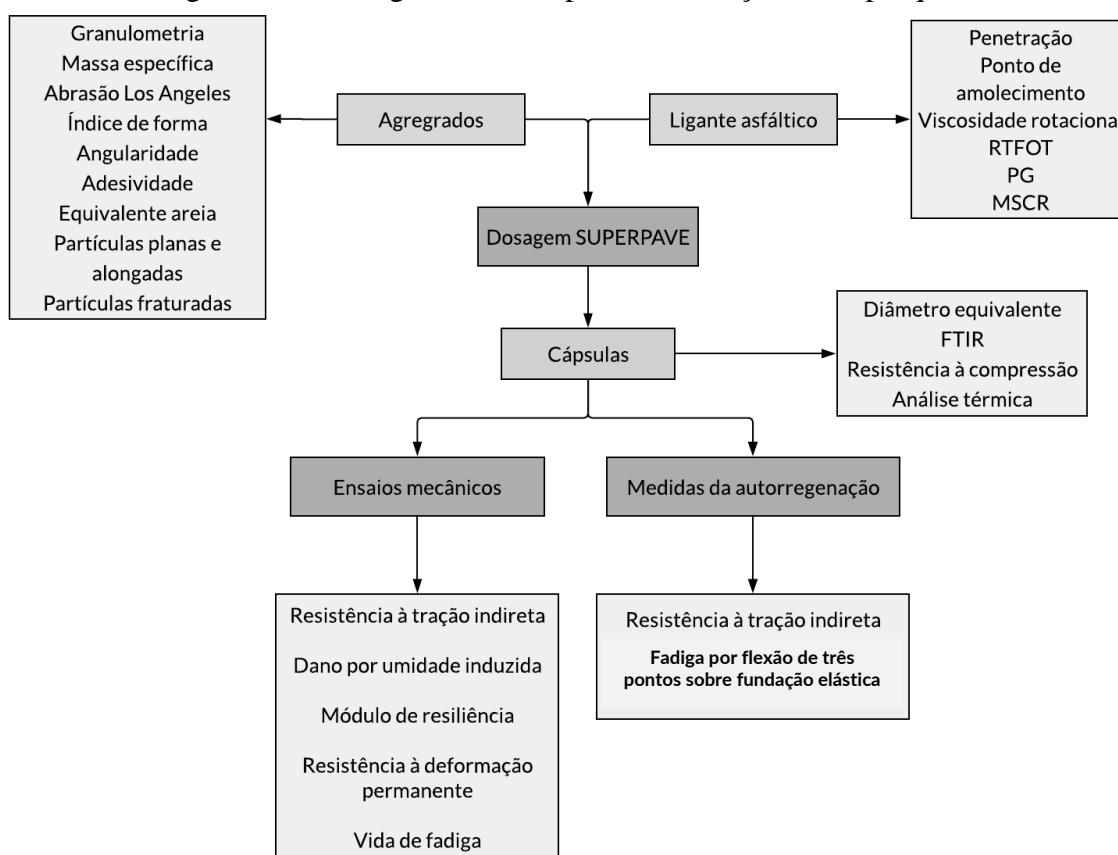 Granulometria
Massa específica
Abrasão Los Angeles
Índice de forma
Angularidade
Adesividade
Equivalente areia
Partículas planas e
alongadas
Partículas fraturadas
Agregrados
Ligante asfáltico
Penetração
Ponto de
amolecimento
Viscosidade rotaciona
RTFOT
PG
MSCR
Dosagem SUPERPAVE
Cápsulas
Diâmetro equivalente
FTIR
Resistência à compressão
Análise térmica
Ensaios mecânicos
Medidas da autorregenação
Resistência à tração indireta
Dano por umidade induzida
Módulo de resiliência
Resistência à deformação
permanente
Vida de fadiga
Resistência à tração indireta
Fadiga por flexão de três
pontos sobre fundação elástica